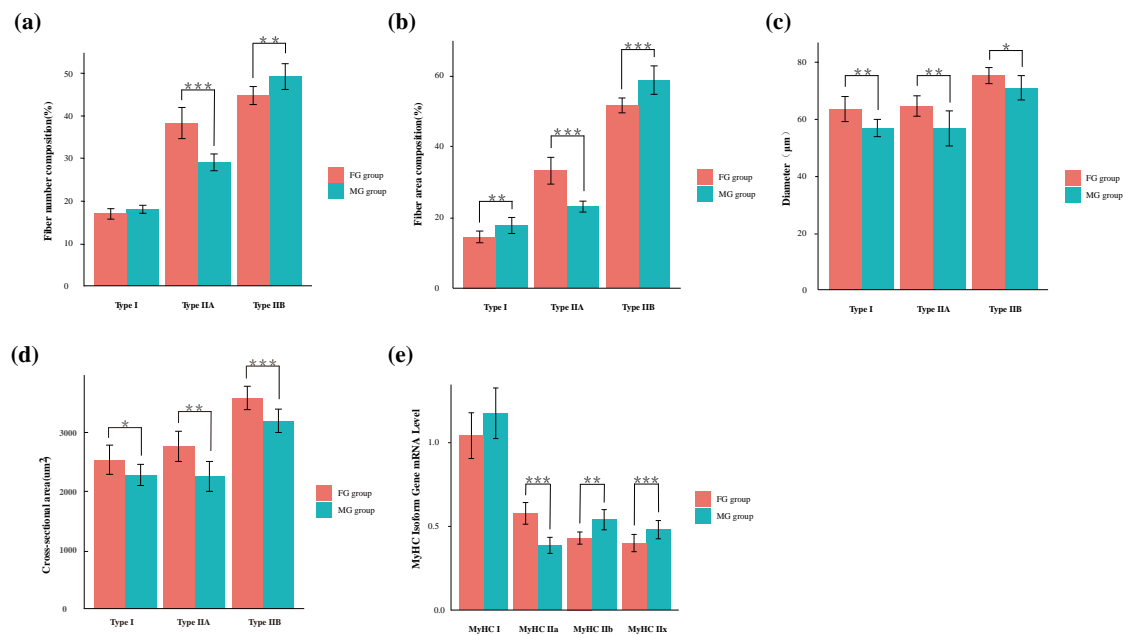 (a)
Fiber number composition(%)
50
40
30
20
10
0
**
***
Type I
Type IIA
Type IIB
FG group
MG group
(b)
Fiber area composition(%)
60
40
20
0
***
***
**
Type I
Type IIA
Type IIB
FG group
MG group
(c)
Diameter（μm）
80
60
40
20
0
*
**
**
Type I
Type IIA
Type IIB
FG group
MG group
(d)
Cross-sectional area(um²)
3000
2000
1000
0
***
**
*
Type I
Type IIA
Type IIB
FG group
MG group
(e)
MyHC Isoform Gene mRNA Level
1.0
0.5
0.0
***
**
***
MyHC I
MyHC IIa
MyHC IIb
MyHC IIx
FG group
MG group